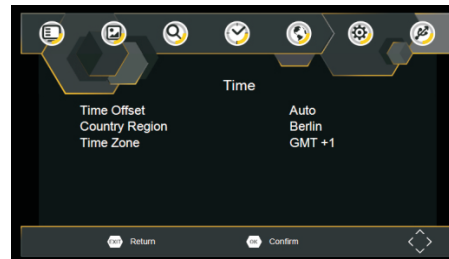 Time
Time Offset Auto
Country Region Berlin
Time Zone GMT +1
EXIT Return OK Confirm